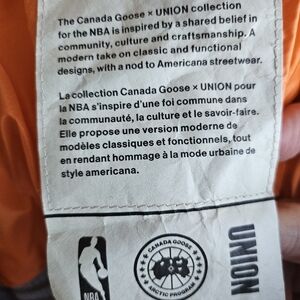 The Canada Goose × UNION collection
for the NBA is inspired by a shared belief in
community, culture and craftsmanship. A
modern take on classic and functional
designs, with a nod to Americana streetwear.
La collection Canada Goose × UNION pour
la NBA s'inspire d'une foi commune dans
la communauté, la culture et le savoir-faire.
Elle propose une version moderne de
modèles classiques et fonctionnels, tout
en rendant hommage à la mode urbaine de
style americana.
NBA
CANADA GOOSE
ARCTIC PROGRAM
UNION